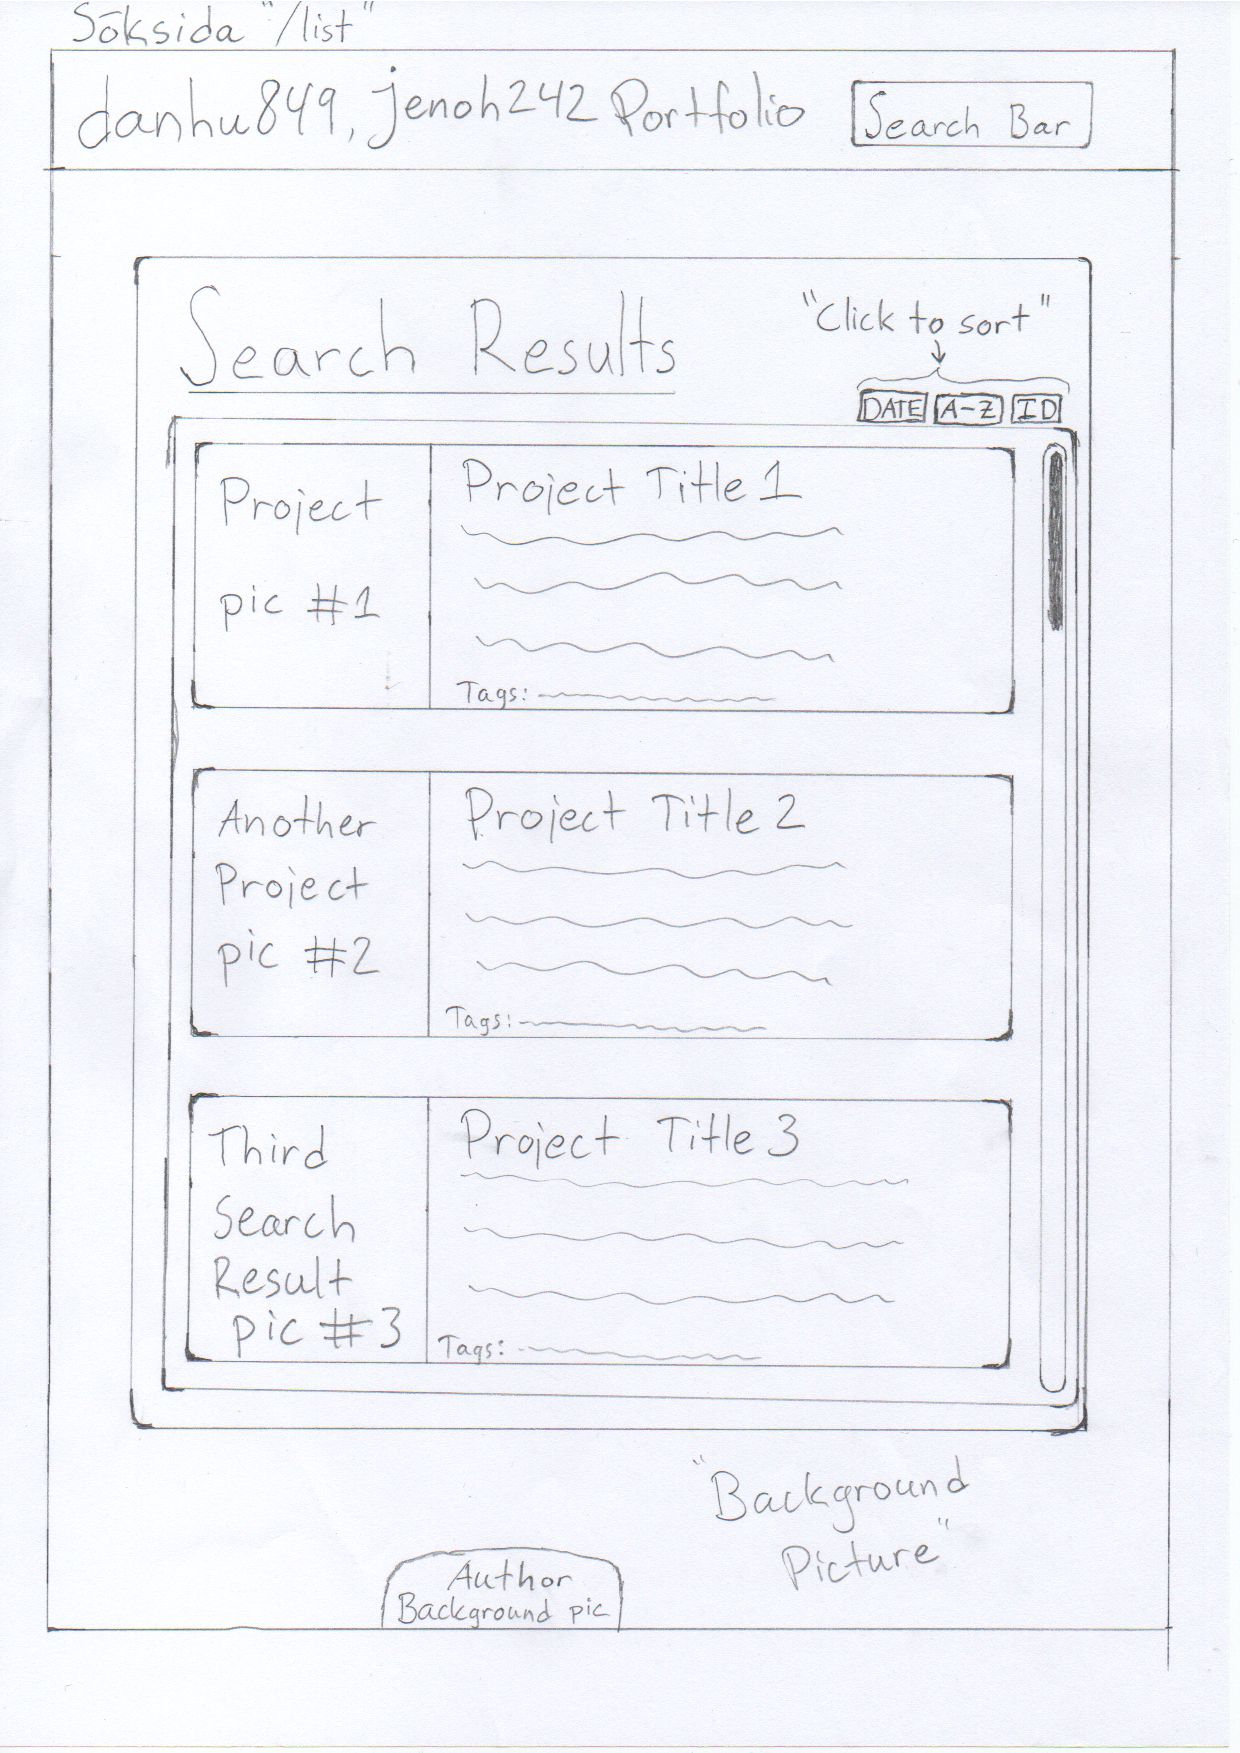 Söksida "/list"
danhu849, jenoh242 Portfolio
Search Bar
Search Results
"Click to sort"
DATE A-Z ID
Project
pic #1
Project Title 1
Tags:
Another
Project
pic #2
Project Title 2
Tags:
Third
Search
Result
pic #3
Project Title 3
Tags:
"Background
Picture"
Author
Background pic